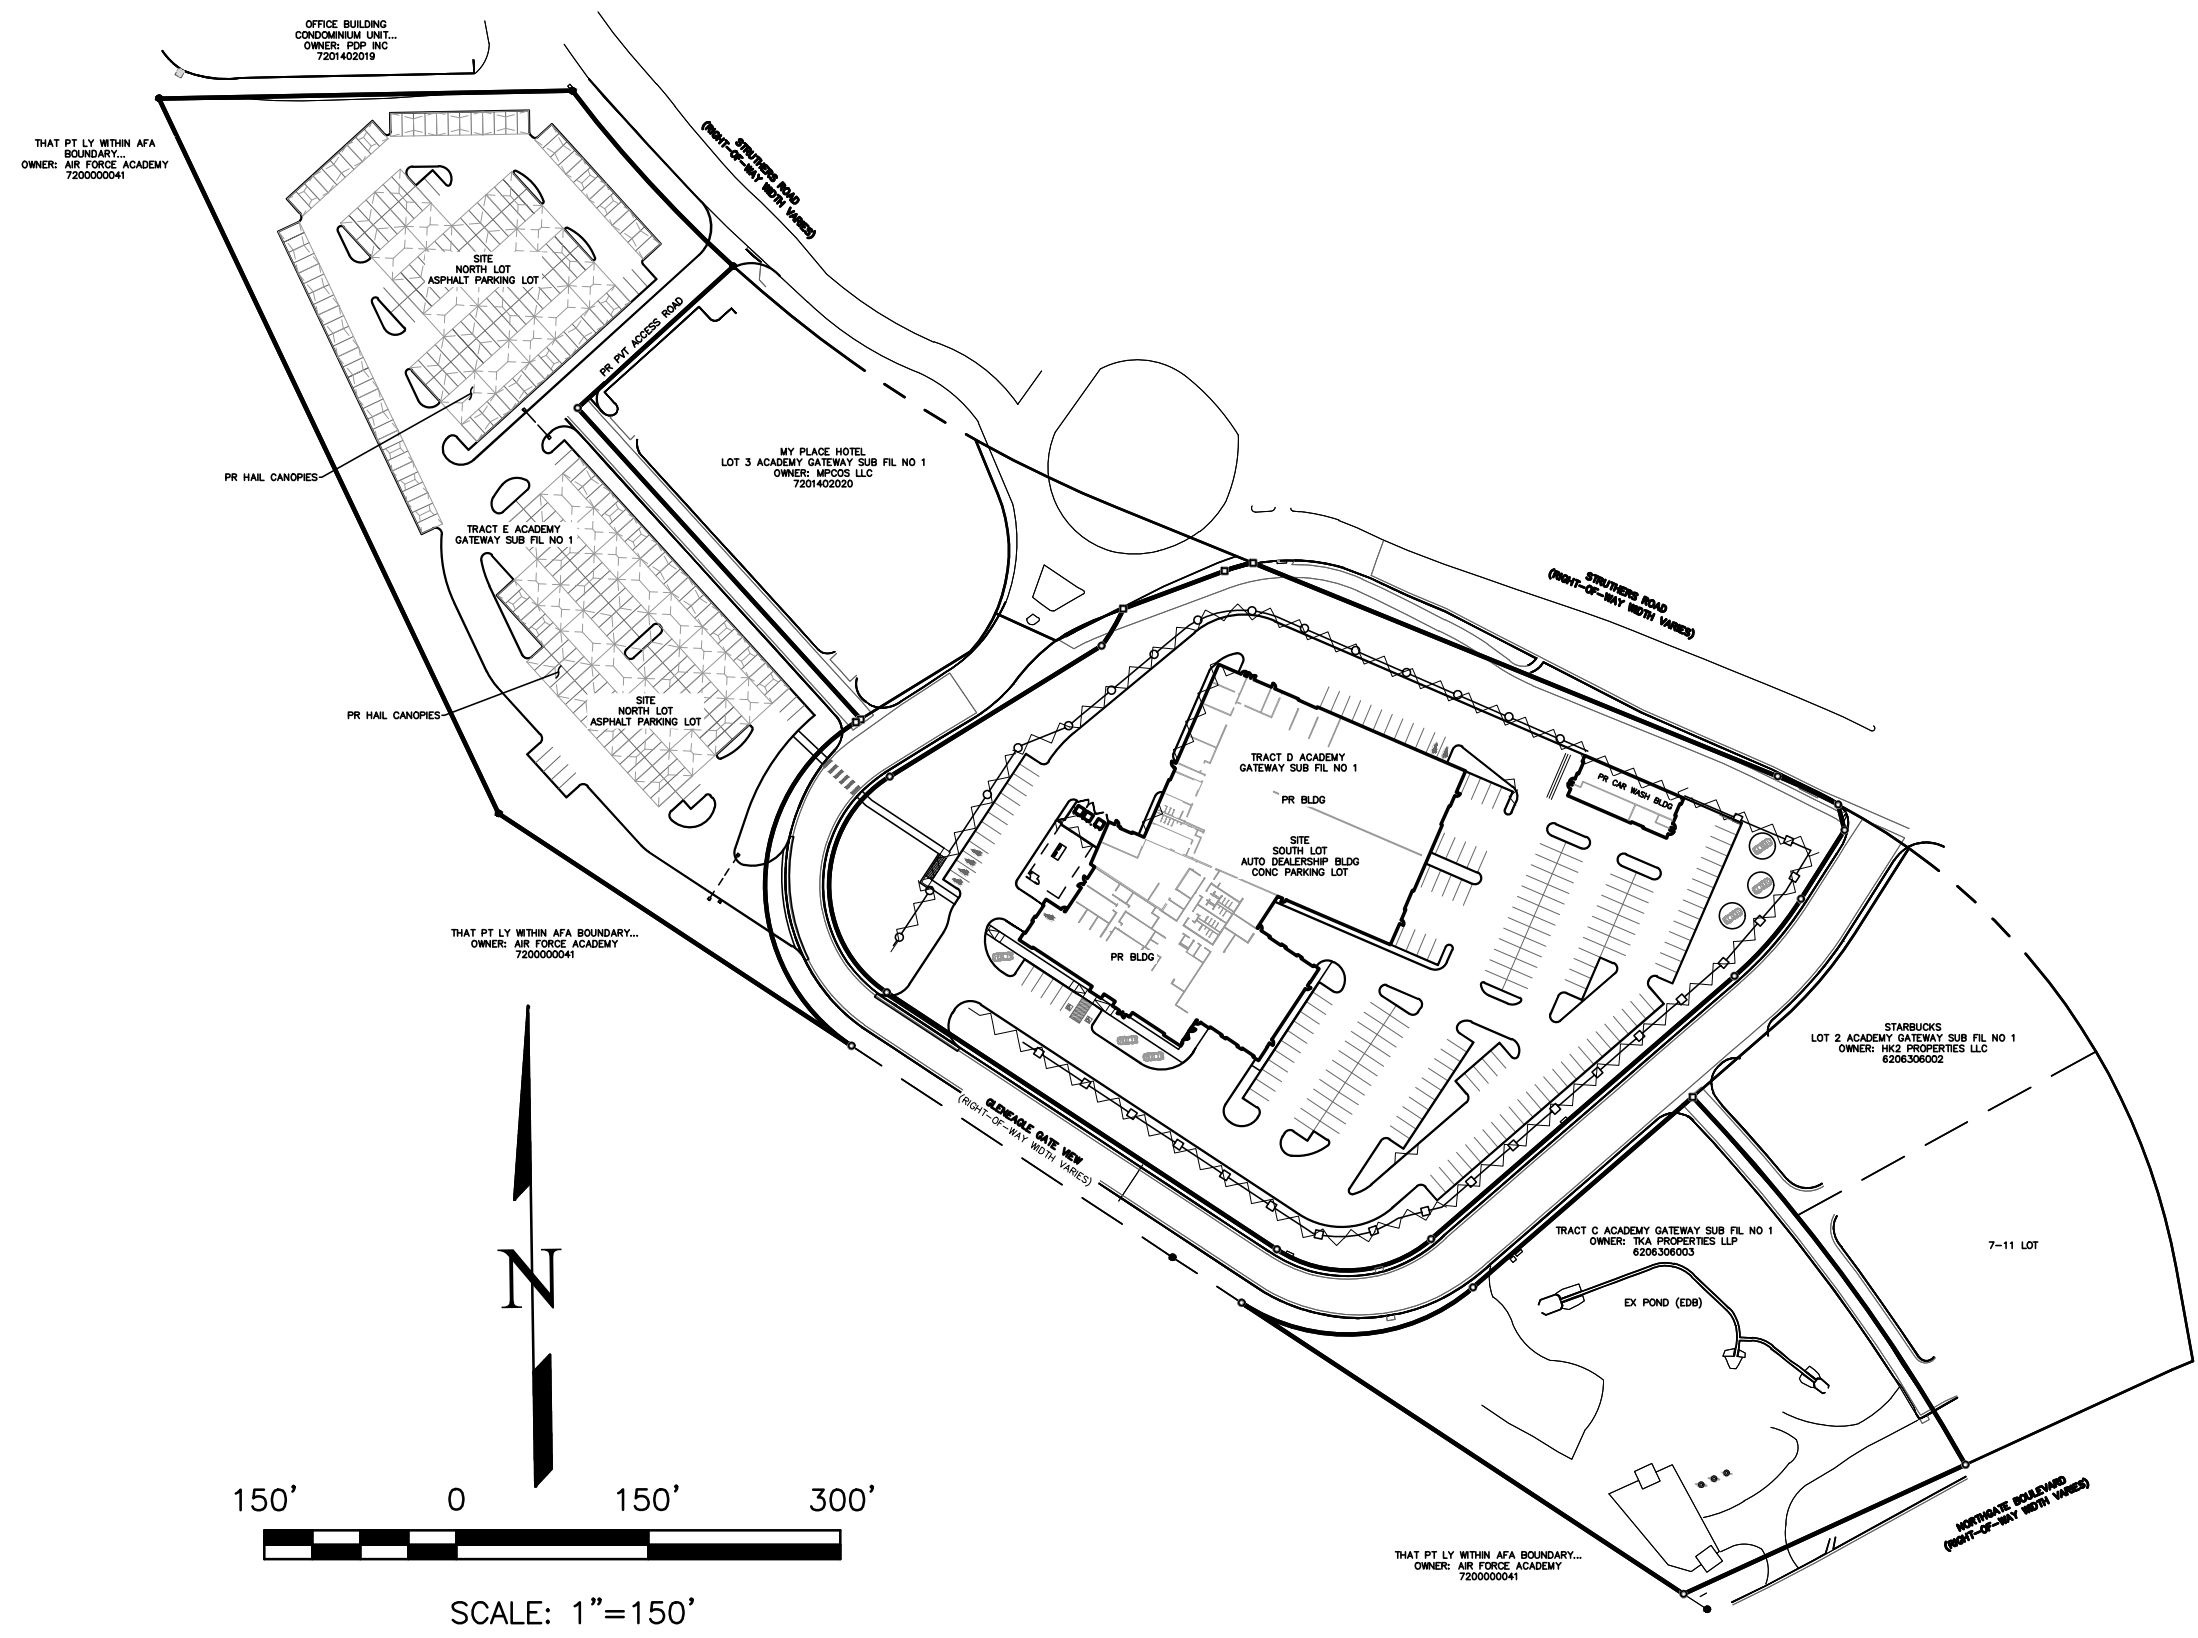 OFFICE BUILDING
CONDOMINIUM UNIT...
OWNER: PDP INC
7201402019
THAT PT LY WITHIN AFA
BOUNDARY...
OWNER: AIR FORCE ACADEMY
7200000041
STRUTHERS ROAD
(RIGHT-OF-WAY WIDTH VARIES)
SITE
NORTH LOT
ASPHALT PARKING LOT
PR PVT ACCESS ROAD
PR HAIL CANOPIES
MY PLACE HOTEL
LOT 3 ACADEMY GATEWAY SUB FIL NO 1
OWNER: MPCOS LLC
7201402020
TRACT E ACADEMY
GATEWAY SUB FIL NO 1
STRUTHERS ROAD
(RIGHT-OF-WAY WIDTH VARIES)
PR HAIL CANOPIES
SITE
NORTH LOT
ASPHALT PARKING LOT
TRACT D ACADEMY
GATEWAY SUB FIL NO 1
PR BLDG
PR CAR WASH BLDG
SITE
SOUTH LOT
AUTO DEALERSHIP BLDG
CONC PARKING LOT
PR BLDG
THAT PT LY WITHIN AFA BOUNDARY...
OWNER: AIR FORCE ACADEMY
7200000041
STARBUCKS
LOT 2 ACADEMY GATEWAY SUB FIL NO 1
OWNER: HK2 PROPERTIES LLC
6206306002
GLENEAGLE GATE VIEW
(RIGHT-OF-WAY WIDTH VARIES)
TRACT C ACADEMY GATEWAY SUB FIL NO 1
OWNER: TKA PROPERTIES LLP
6206306003
7-11 LOT
EX POND (EDB)
N
NORTHGATE BOULEVARD
(RIGHT-OF-WAY WIDTH VARIES)
THAT PT LY WITHIN AFA BOUNDARY...
OWNER: AIR FORCE ACADEMY
7200000041
150' 0 150' 300'
SCALE: 1"=150'